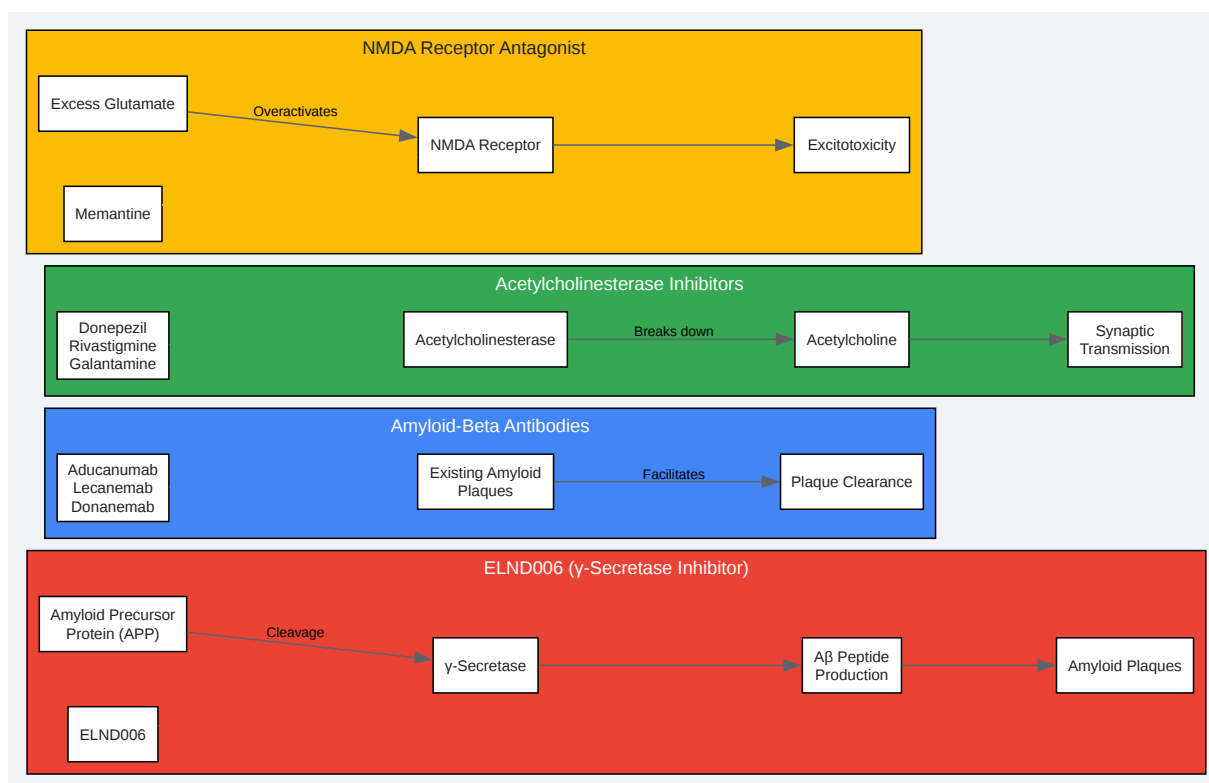 NMDA Receptor Antagonist
Excess Glutamate
Overactivates
NMDA Receptor
Excitotoxicity
Memantine
Acetylcholinesterase Inhibitors
Donepezil
Rivastigmine
Galantamine
Acetylcholinesterase
Breaks down
Acetylcholine
Synaptic
Transmission
Amyloid-Beta Antibodies
Aducanumab
Lecanemab
Donanemab
Existing Amyloid
Plaques
Facilitates
Plaque Clearance
ELND006 (γ-Secretase Inhibitor)
Amyloid Precursor
Protein (APP)
Cleavage
γ-Secretase
Aβ Peptide
Production
Amyloid Plaques
ELND006